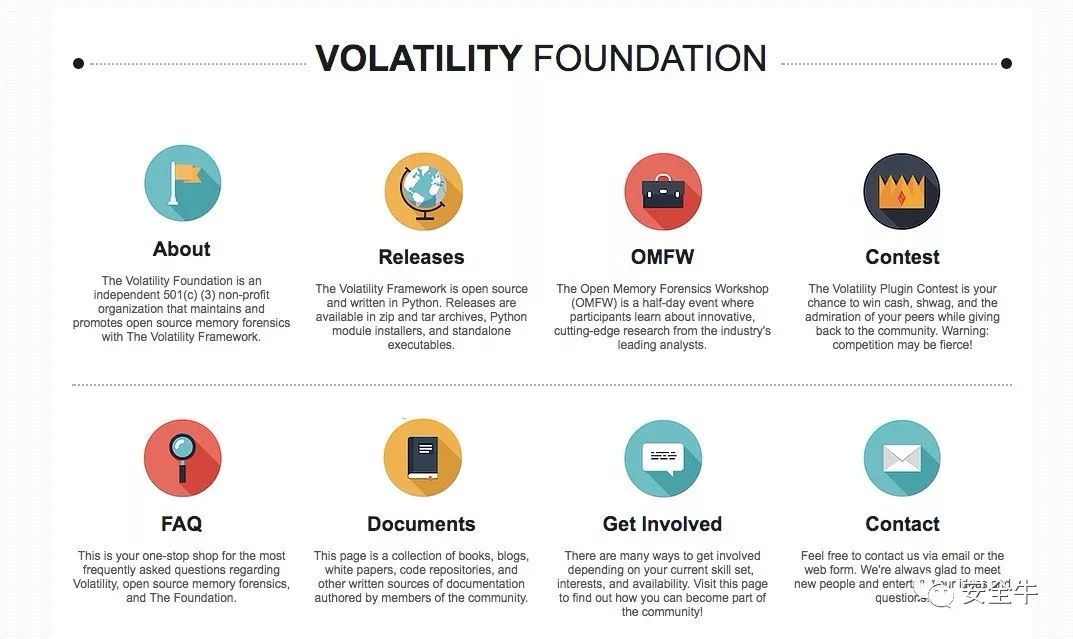 VOLATILITY FOUNDATION
About
The Volatility Foundation is an
independent 501(c) (3) non-profit
organization that maintains and
promotes open source memory forensics
with The Volatility Framework.
Releases
The Volatility Framework is open source
and written in Python. Releases are
available in zip and tar archives, Python
module installers, and standalone
executables.
OMFW
The Open Memory Forensics Workshop
(OMFW) is a half-day event where
participants learn about innovative,
cutting-edge research from the industry's
leading analysts.
Contest
The Volatility Plugin Contest is your
chance to win cash, shwag, and the
admiration of your peers while giving
back to the community. Warning:
competition may be fierce!
FAQ
This is your one-stop shop for the most
frequently asked questions regarding
Volatility, open source memory forensics,
and The Foundation.
Documents
This page is a collection of books, blogs,
white papers, code repositories, and
other written sources of documentation
authored by members of the community.
Get Involved
There are many ways to get involved
depending on your current skill set,
interests, and availability. Visit this page
to find out how you can become part of
the community!
Contact
Feel free to contact us via email or the
web form. We're always glad to meet
new people and
questions.
安全牛